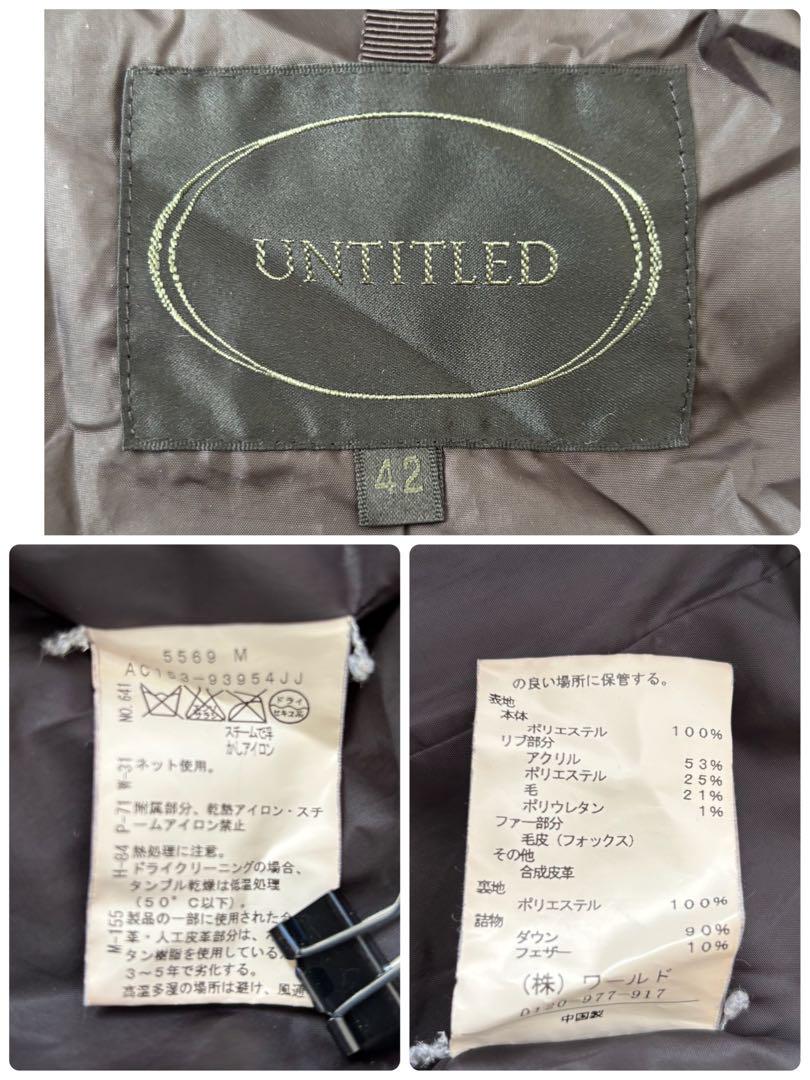 UNTITLED
42
5569 M
AC153-93954JJ
NO.641
ドライ
セキユ系
スチームで浮
かしアイロン
W-31 ネット使用。
P-71 附属部分、乾熱アイロン・スチ
ームアイロン禁止
H-84 熱処理に注意。
ドライクリーニングの場合、
タンブル乾燥は低温処理
(50°C以下)。
M-155 製品の一部に使用された合
革・人工皮革部分は、
タン樹脂を使用している
3～5年で劣化する。
高温多湿の場所は避け、風通
の良い場所に保管する。
表地
本体
ポリエステル 100%
リブ部分
アクリル 53%
ポリエステル 25%
毛 21%
ポリウレタン 1%
ファー部分
毛皮(フォックス)
その他
合成皮革
裏地
ポリエステル 100%
詰物
ダウン 90%
フェザー 10%
(株)ワールド
0120-977-917
中国製